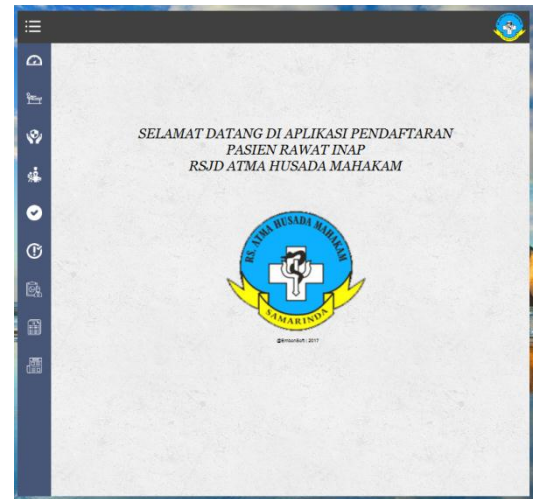 SELAMAT DATANG DI APLIKASI PENDAFTARAN
PASIEN RAWAT INAP
RSJD ATMA HUSADA MAHAKAM
RS. ATMA HUSADA MAHAKAM
SAMARINDA